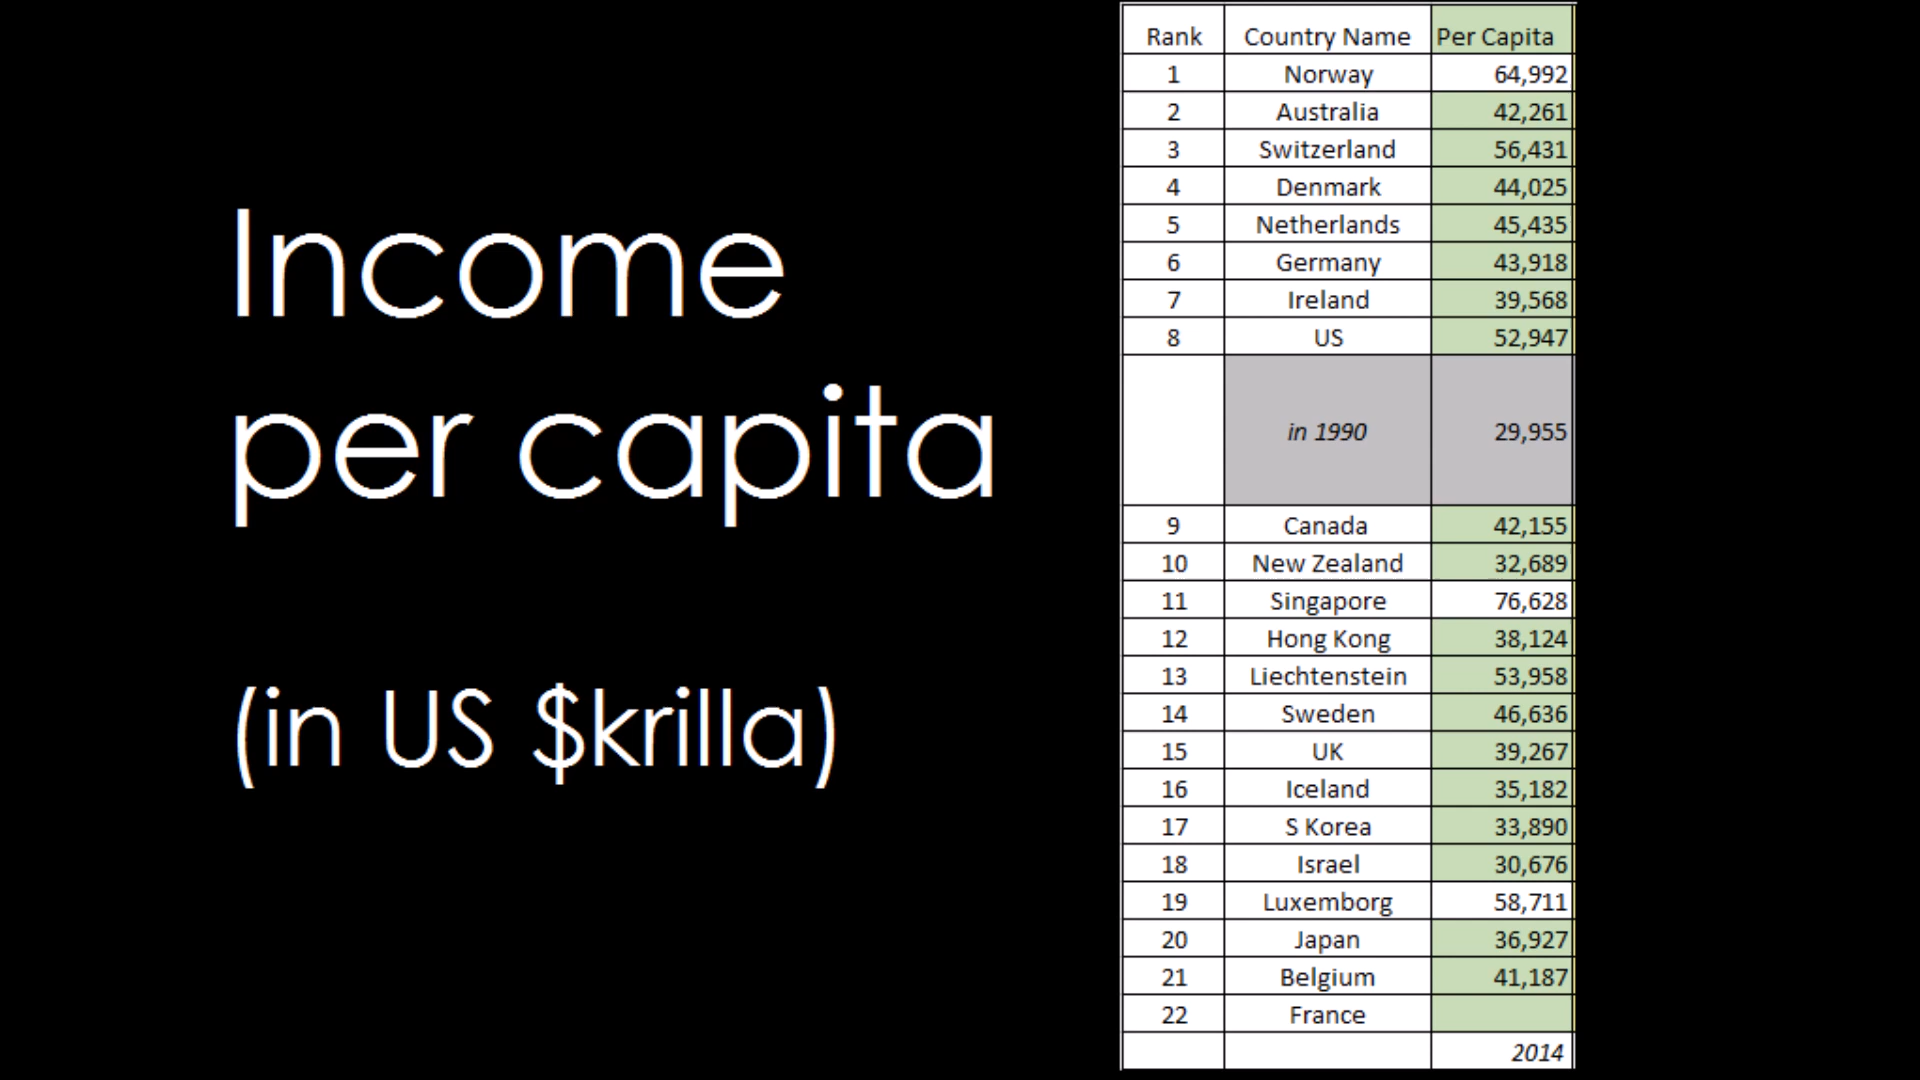 Income
per capita
(in US $krilla)
Rank Country Name Per Capita
1 Norway 64,992
2 Australia 42,261
3 Switzerland 56,431
4 Denmark 44,025
5 Netherlands 45,435
6 Germany 43,918
7 Ireland 39,568
8 US 52,947
in 1990 29,955
9 Canada 42,155
10 New Zealand 32,689
11 Singapore 76,628
12 Hong Kong 38,124
13 Liechtenstein 53,958
14 Sweden 46,636
15 UK 39,267
16 Iceland 35,182
17 S Korea 33,890
18 Israel 30,676
19 Luxemborg 58,711
20 Japan 36,927
21 Belgium 41,187
22 France
2014